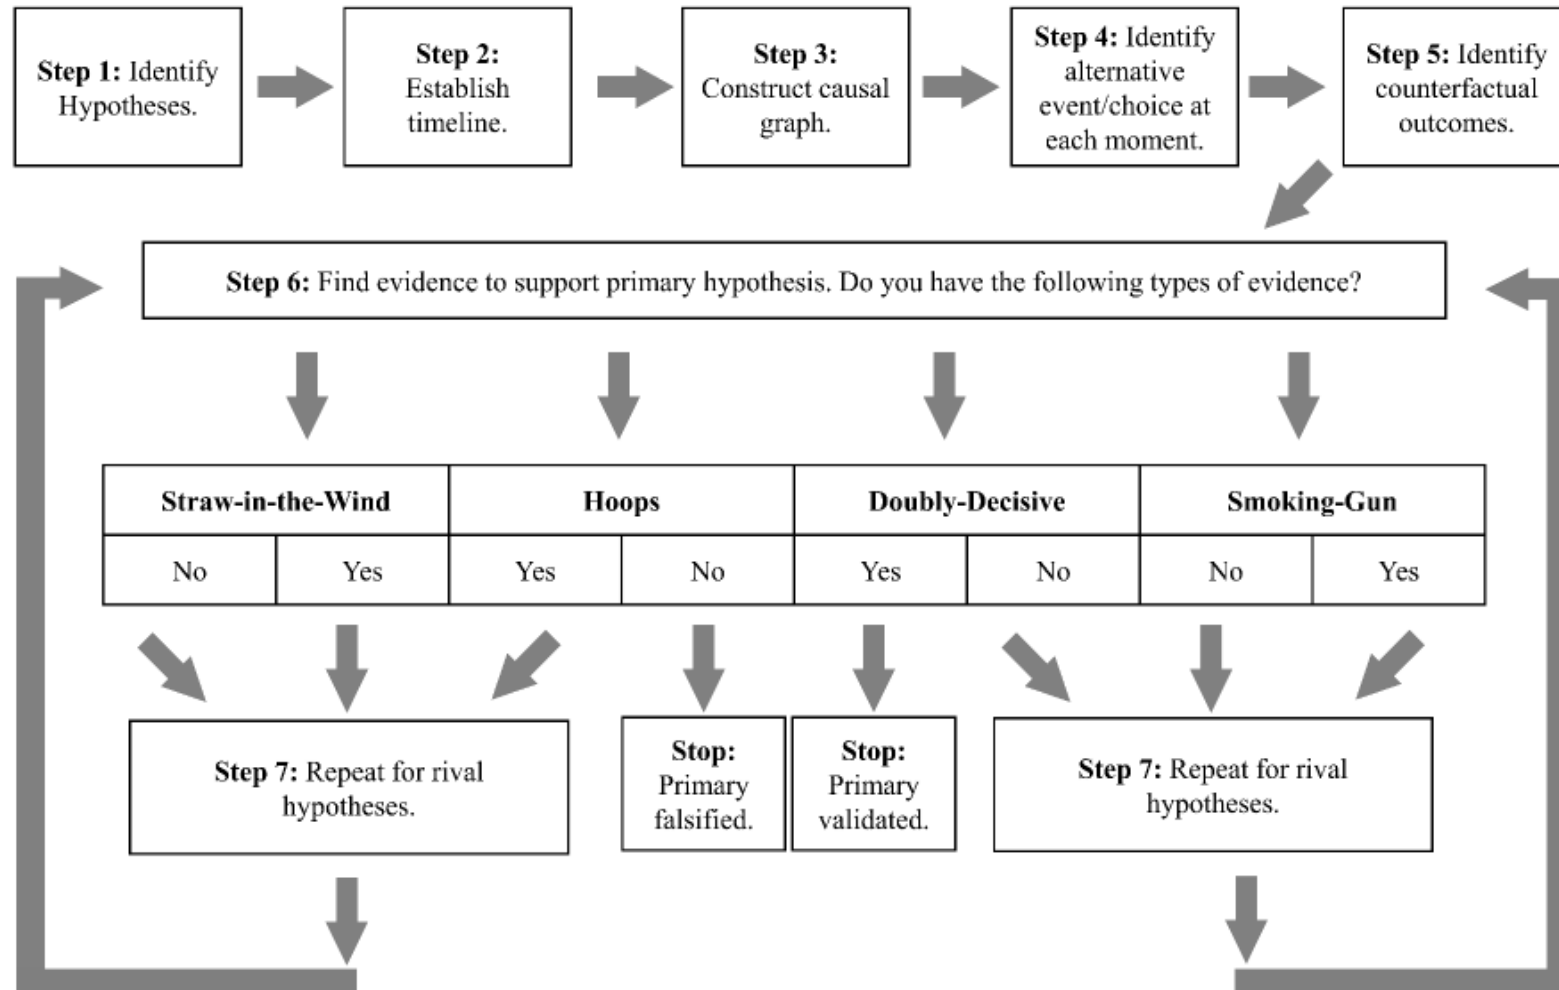 Step 1: Identify
Hypotheses.
Step 2:
Establish
timeline.
Step 3:
Construct causal
graph.
Step 4: Identify
alternative
event/choice at
each moment.
Step 5: Identify
counterfactual
outcomes.
Step 6: Find evidence to support primary hypothesis. Do you have the following types of evidence?
Straw-in-the-Wind
Hoops
Doubly-Decisive
Smoking-Gun
No
Yes
Yes
No
Yes
No
No
Yes
Step 7: Repeat for rival
hypotheses.
Stop:
Primary
falsified.
Stop:
Primary
validated.
Step 7: Repeat for rival
hypotheses.